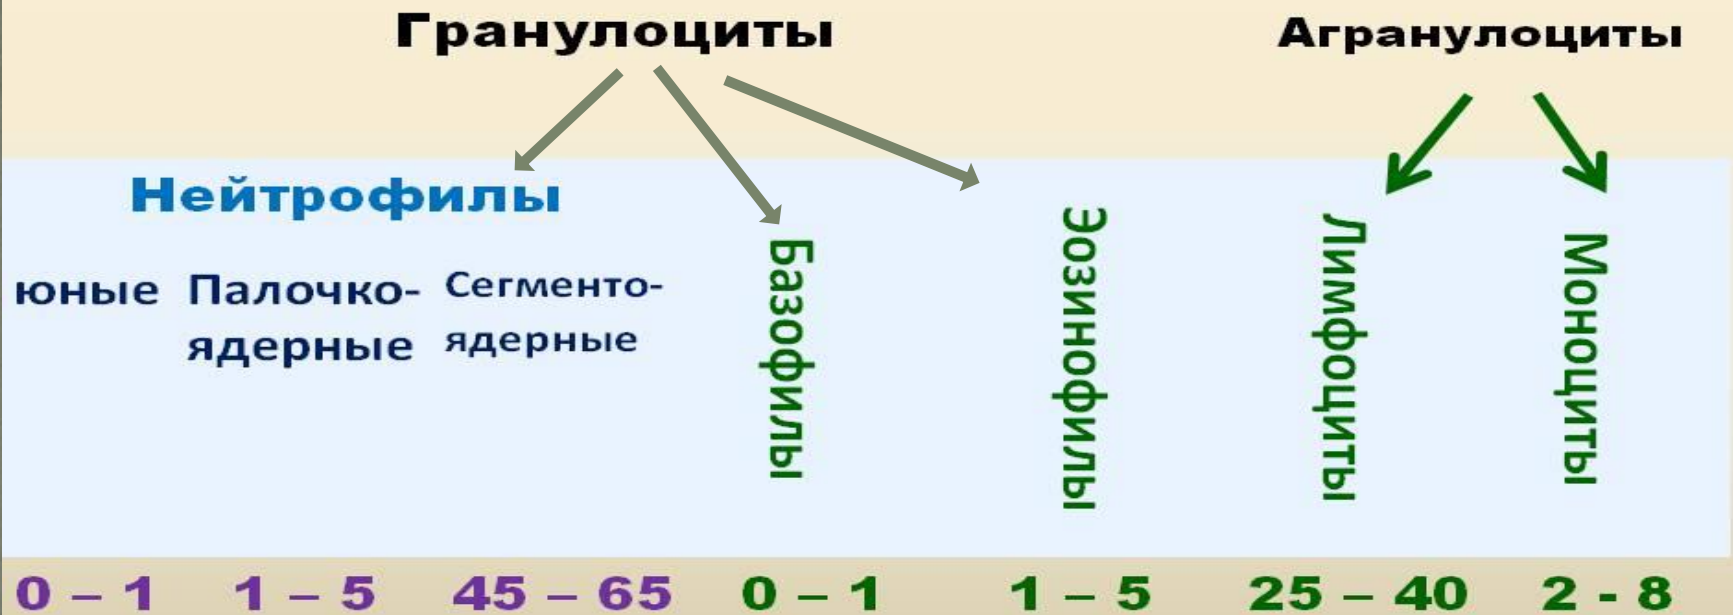 Гранулоциты
Агранулоциты
Нейтрофилы
юные
Палочко-
ядерные
Сегменто-
ядерные
Базофилы
Эозинофилы
Лимфоциты
Моноциты
0 – 1
1 – 5
45 – 65
0 – 1
1 – 5
25 – 40
2 - 8